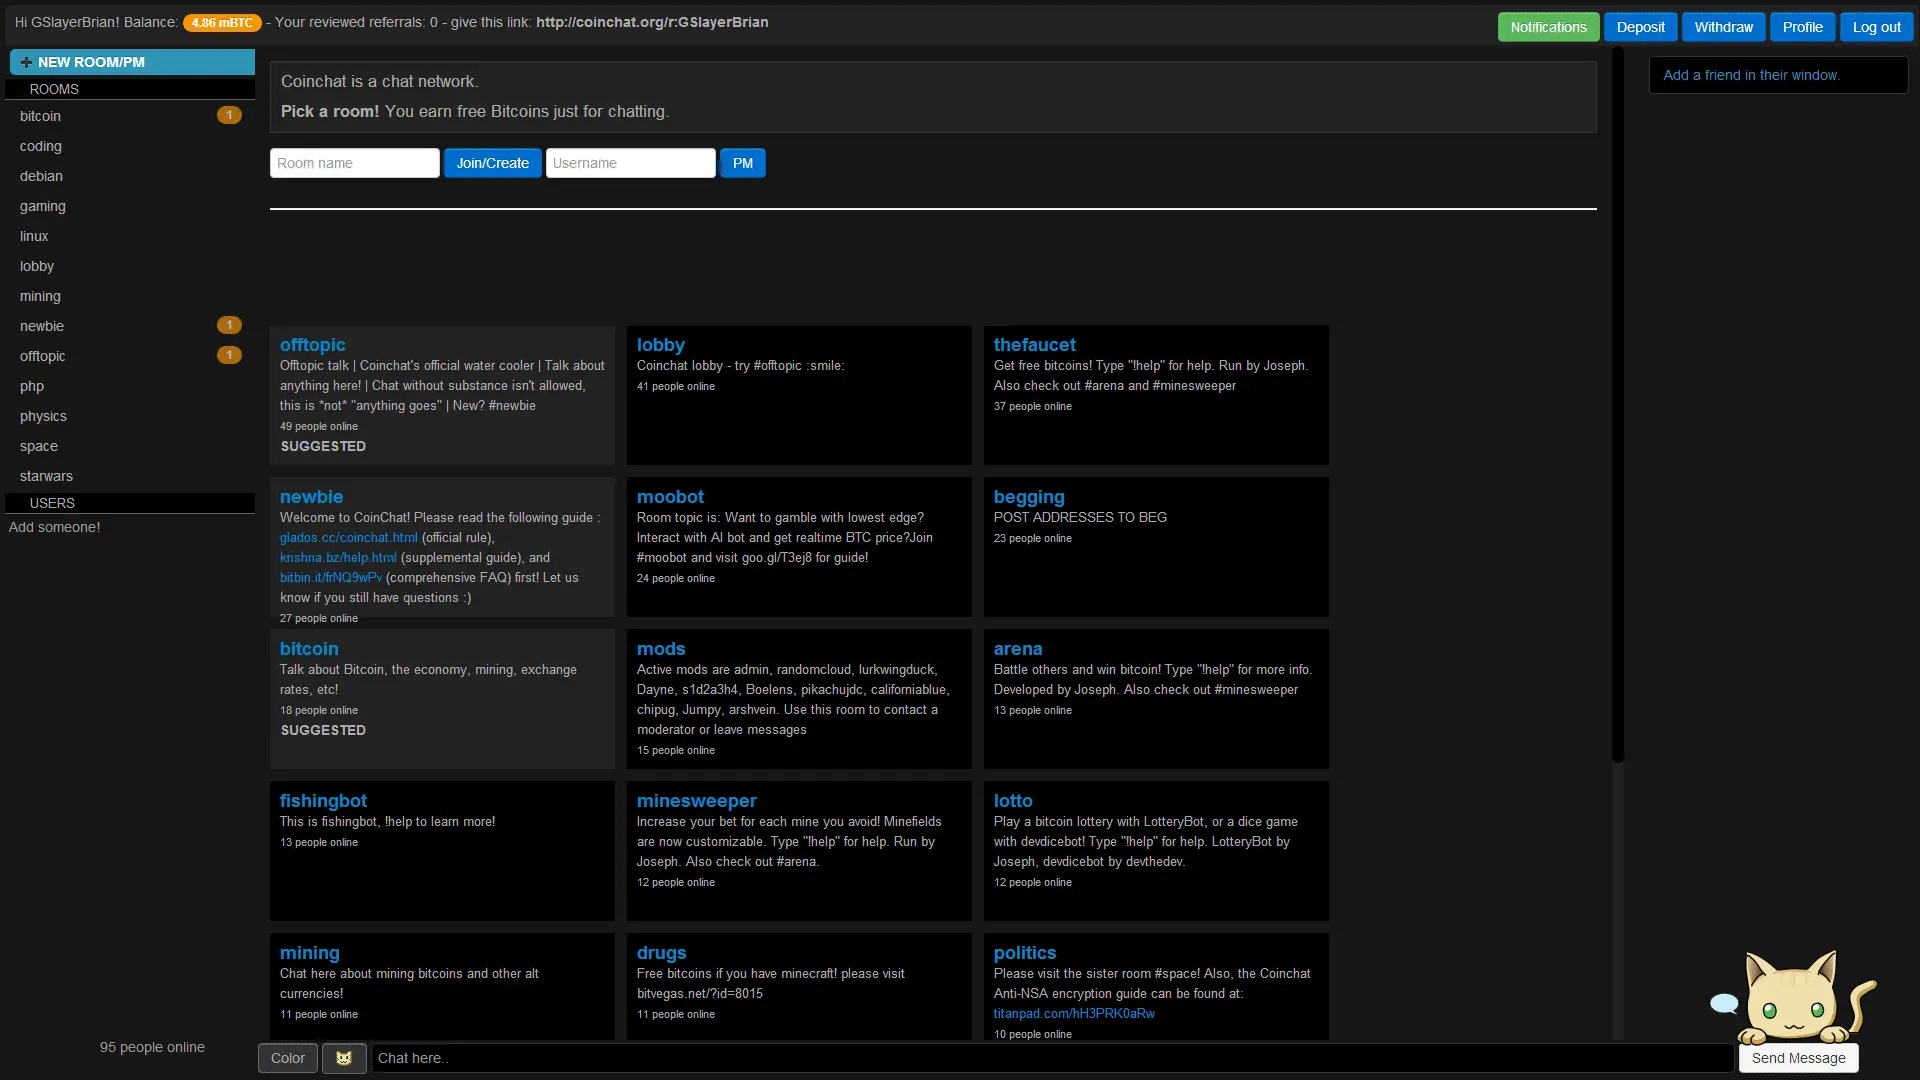 Hi GSlayerBrian! Balance: 4.86 mBTC - Your reviewed referrals: 0 - give this link: http://coinchat.org/r:GSlayerBrian
Notifications
Deposit
Withdraw
Profile
Log out
NEW ROOM/PM
ROOMS
bitcoin 1
coding
debian
gaming
linux
lobby
mining
newbie 1
offtopic 1
php
physics
space
starwars
USERS
Add someone!
95 people online
Coinchat is a chat network.
Pick a room! You earn free Bitcoins just for chatting.
Room name
Join/Create
Username
PM
offtopic
Offtopic talk | Coinchat's official water cooler | Talk about
anything here! | Chat without substance isn't allowed,
this is *not* "anything goes" | New? #newbie
49 people online
SUGGESTED
lobby
Coinchat lobby - try #offtopic :smile:
41 people online
thefaucet
Get free bitcoins! Type "!help" for help. Run by Joseph.
Also check out #arena and #minesweeper
37 people online
newbie
Welcome to CoinChat! Please read the following guide :
glados.cc/coinchat.html (official rule),
krishna.bz/help.html (supplemental guide), and
bitbin.it/frNQ9wPv (comprehensive FAQ) first! Let us
know if you still have questions :)
27 people online
moobot
Room topic is: Want to gamble with lowest edge?
Interact with AI bot and get realtime BTC price?Join
#moobot and visit goo.gl/T3ej8 for guide!
24 people online
begging
POST ADDRESSES TO BEG
23 people online
bitcoin
Talk about Bitcoin, the economy, mining, exchange
rates, etc!
18 people online
SUGGESTED
mods
Active mods are admin, randomcloud, lurkwingduck,
Dayne, s1d2a3h4, Boelens, pikachujdc, californiablue,
chipug, Jumpy, arshvein. Use this room to contact a
moderator or leave messages
15 people online
arena
Battle others and win bitcoin! Type "!help" for more info.
Developed by Joseph. Also check out #minesweeper
13 people online
fishingbot
This is fishingbot, !help to learn more!
13 people online
minesweeper
Increase your bet for each mine you avoid! Minefields
are now customizable. Type "!help" for help. Run by
Joseph. Also check out #arena.
12 people online
lotto
Play a bitcoin lottery with LotteryBot, or a dice game
with devdicebot! Type "!help" for help. LotteryBot by
Joseph, devdicebot by devthedev.
12 people online
mining
Chat here about mining bitcoins and other alt
currencies!
11 people online
drugs
Free bitcoins if you have minecraft! please visit
bitvegas.net/?id=8015
11 people online
politics
Please visit the sister room #space! Also, the Coinchat
Anti-NSA encryption guide can be found at:
titanpad.com/hH3PRK0aRw
10 people online
Color
Chat here..
Send Message
Add a friend in their window.